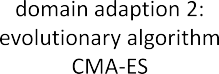 domain adaption 2:
evolutionary algorithm
CMA-ES